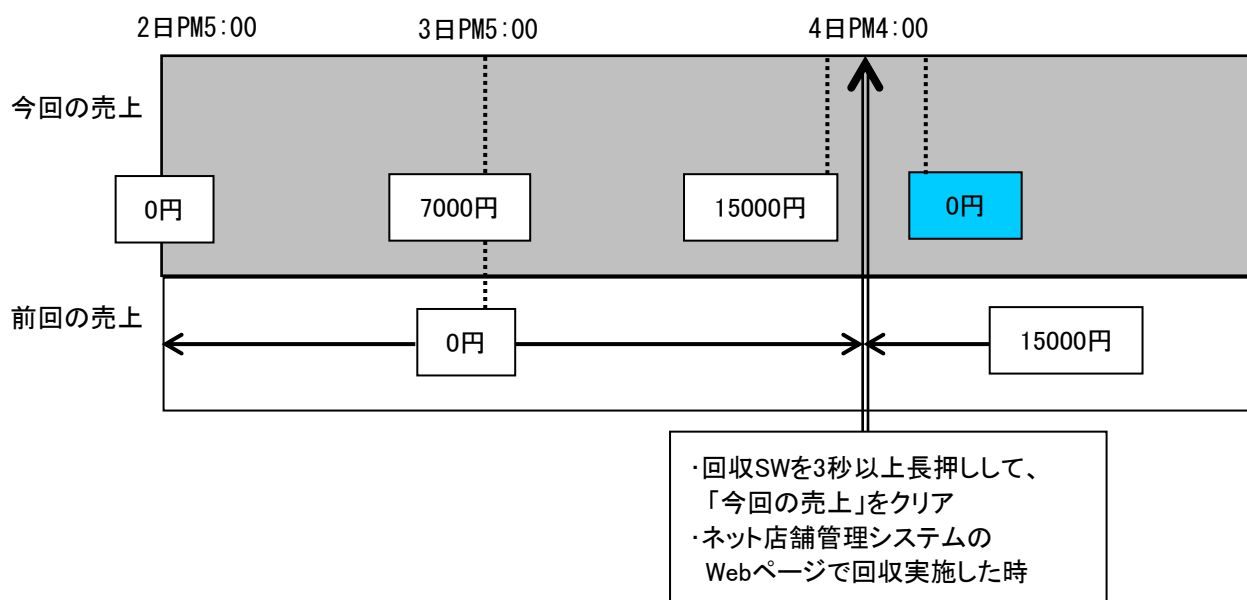 2日PM5:00 3日PM5:00 4日PM4:00
今回の売上
0円 7000円 15000円 0円
前回の売上
0円 15000円
・回収SWを3秒以上長押しして、
「今回の売上」をクリア
・ネット店舗管理システムの
Webページで回収実施した時